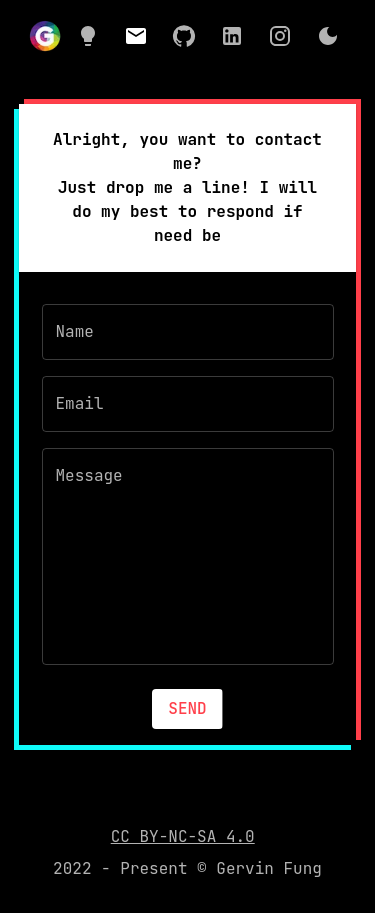 Alright, you want to contact
me?
Just drop me a line! I will
do my best to respond if
need be
Name
Email
Message
SEND
CC BY-NC-SA 4.0
2022 - Present © Gervin Fung